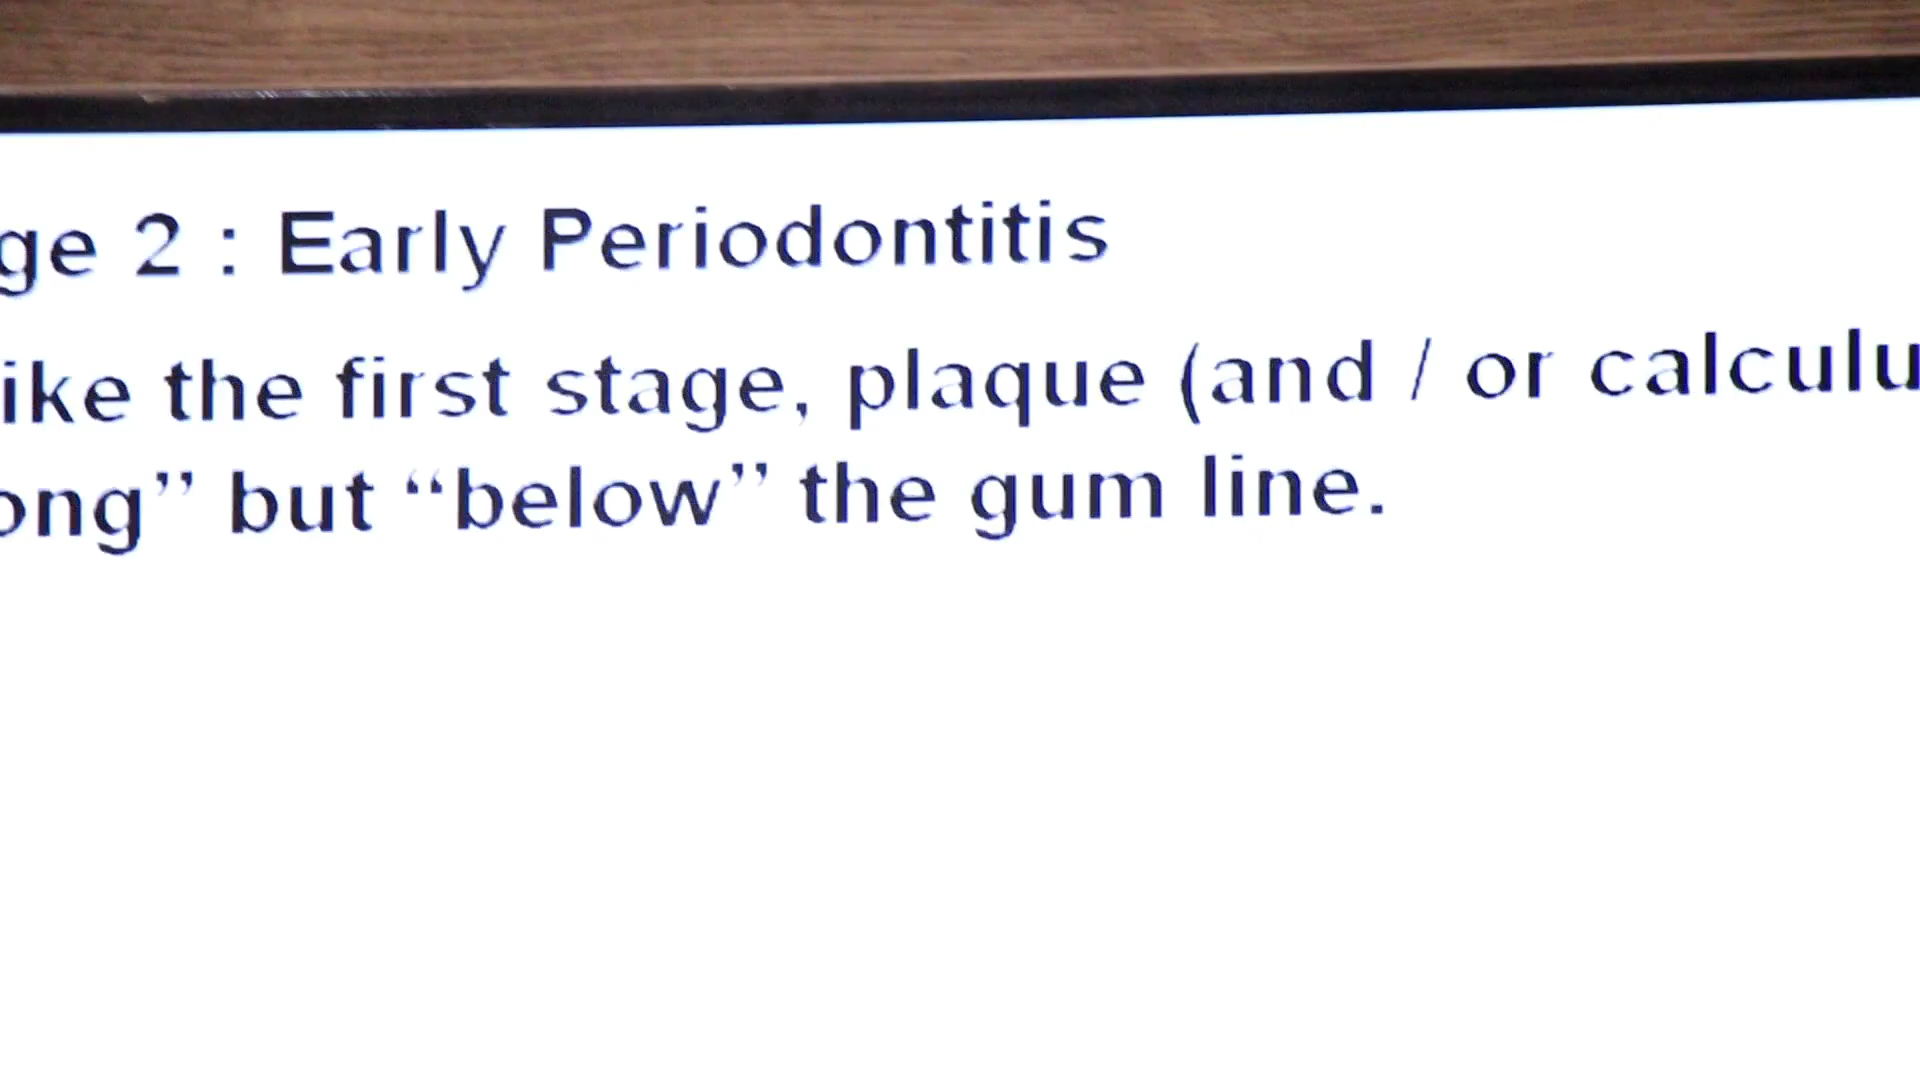 ge 2 : Early Periodontitis
ike the first stage, plaque (and / or calculu
ong” but “below” the gum line.